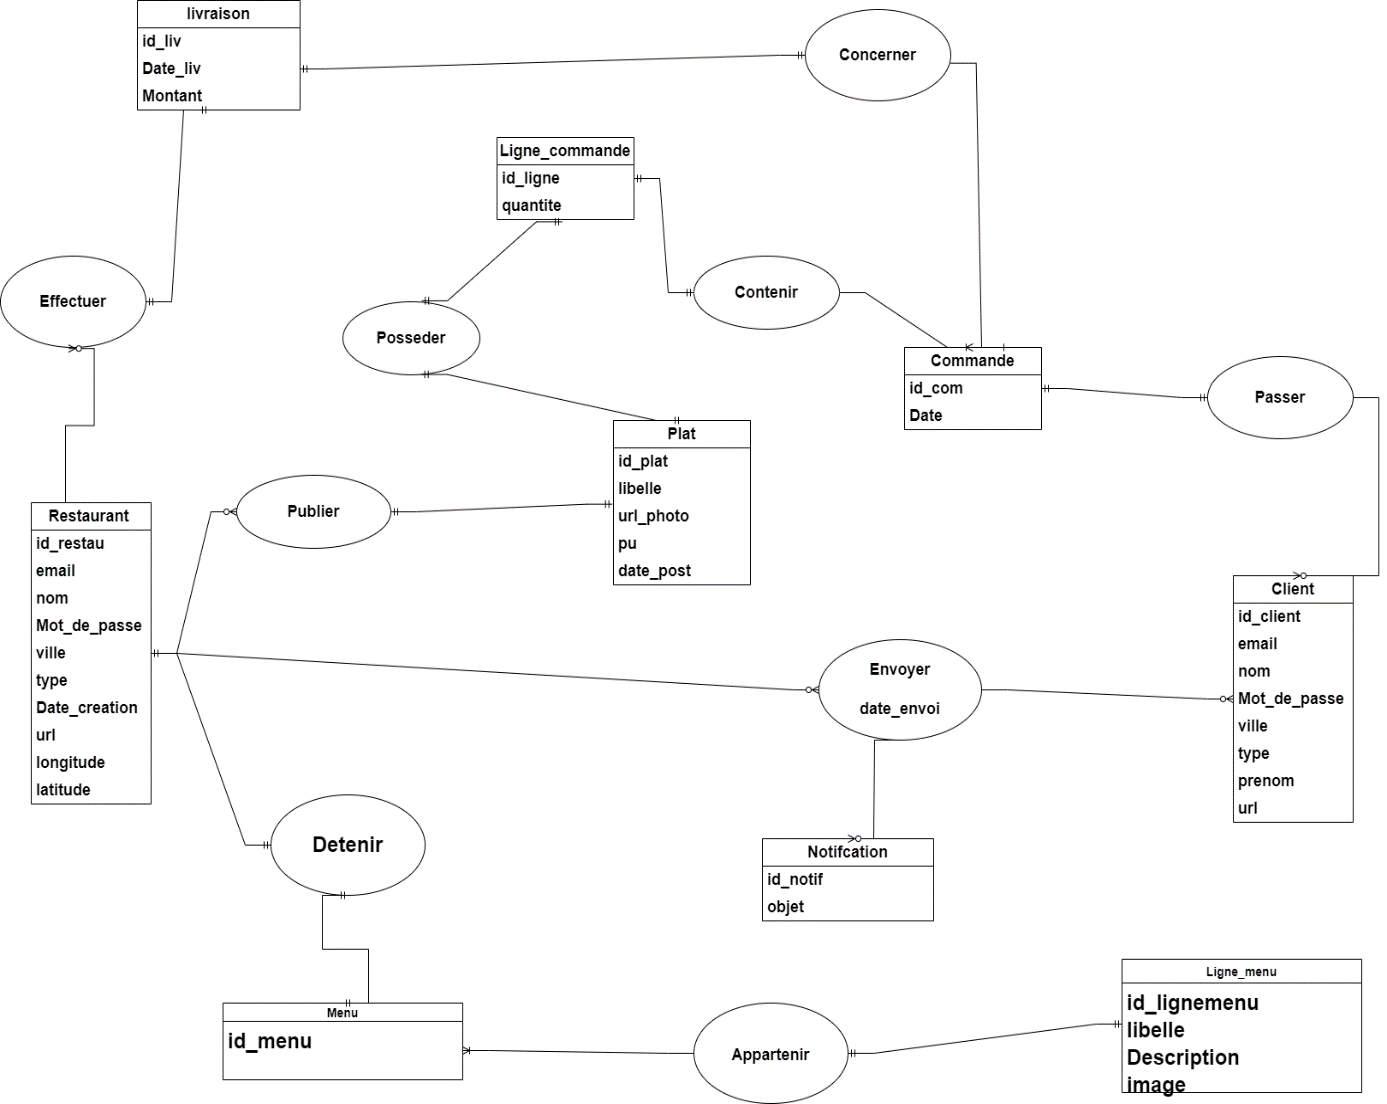 livraison
id_liv
Date_liv
Montant
Concerner
Ligne_commande
id_ligne
quantite
Effectuer
Contenir
Posseder
Commande
id_com
Date
Passer
Plat
id_plat
libelle
url_photo
pu
date_post
Publier
Restaurant
id_restau
email
nom
Mot_de_passe
ville
type
Date_creation
url
longitude
latitude
Client
id_client
email
nom
Mot_de_passe
ville
type
prenom
url
Envoyer
date_envoi
Detenir
Notifcation
id_notif
objet
Menu
id_menu
Appartenir
Ligne_menu
id_lignemenu
libelle
Description
image